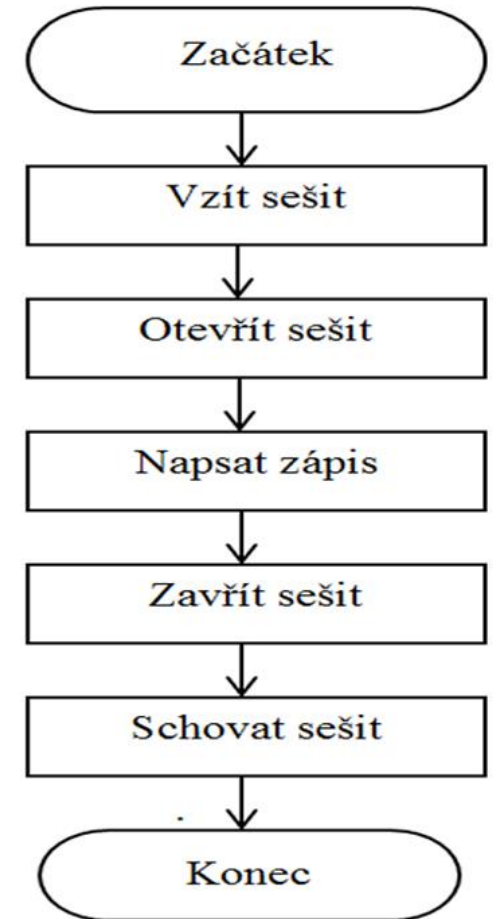 Začátek
Vzít sešit
Otevřít sešit
Napsat zápis
Zavřít sešit
Schovat sešit
Konec